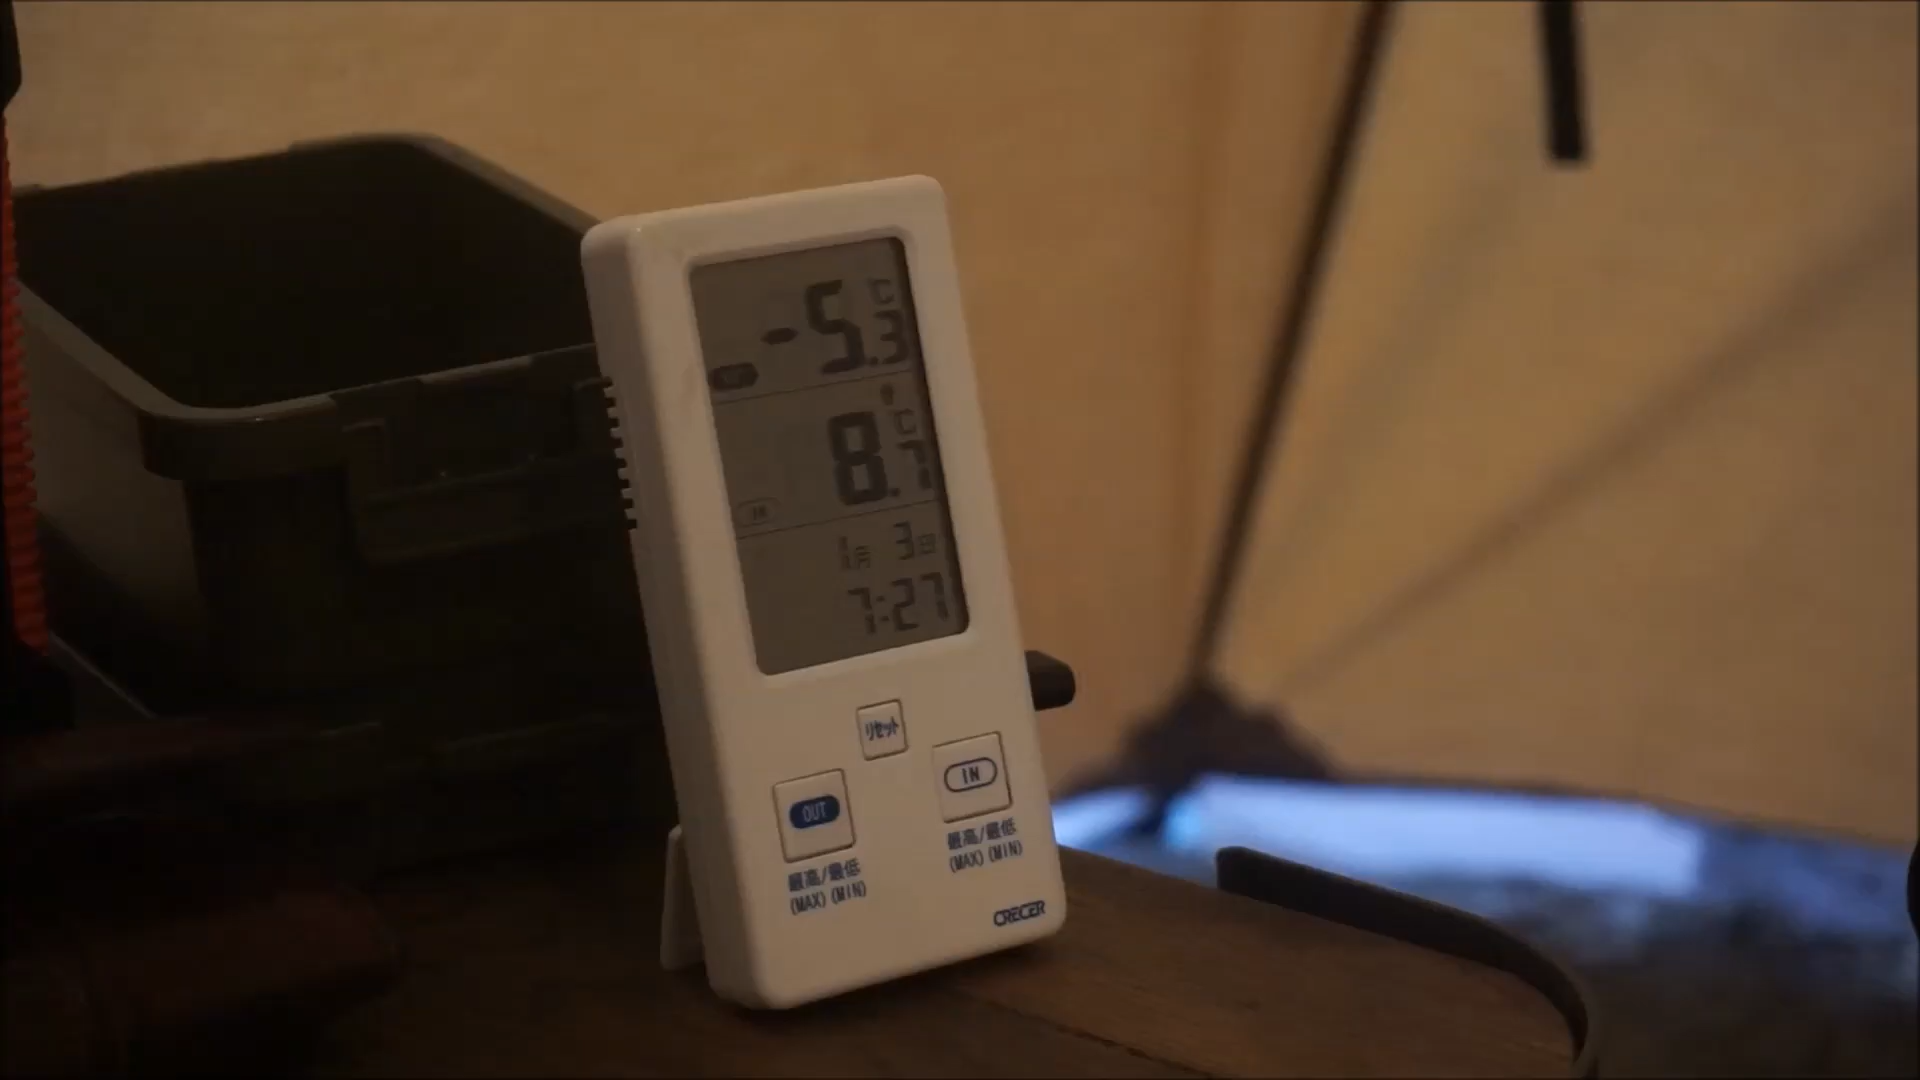 ℃
-5.3
OUT
℃
8.7
IN
1月 3日
7:27
リセット
OUT
IN
最高/最低
(MAX) (MIN)
最高/最低
(MAX) (MIN)
CRECER